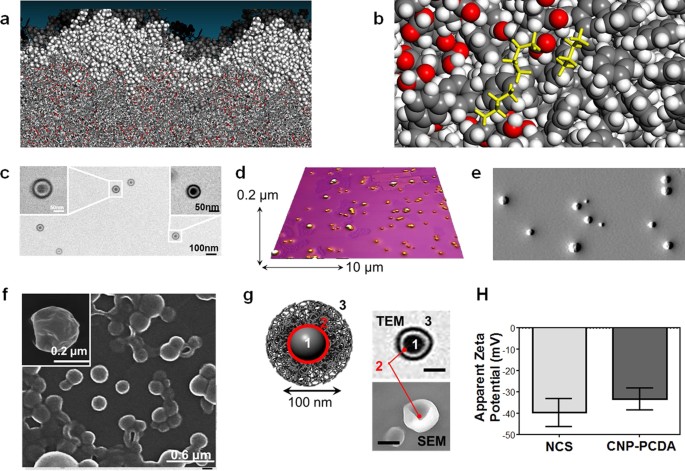 a
b
c
50nm
100nm
d
0.2 µm
10 µm
e
f
0.2 µm
0.6 µm
g
3
2
1
100 nm
TEM 3
1
2
SEM
H
Apparent Zeta
Potential (mV)
0
-10
-20
-30
-40
-50
NCS
CNP-PCDA